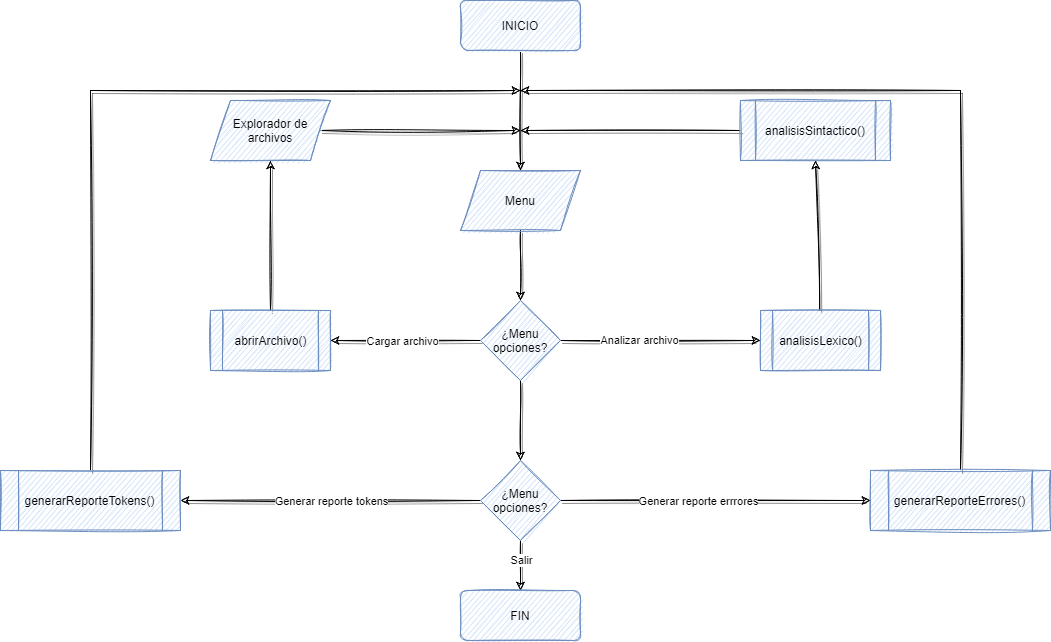 INICIO
Explorador de
archivos
analisisSintactico()
Menu
¿Menu
opciones?
Cargar archivo
Analizar archivo
abrirArchivo()
analisisLexico()
¿Menu
opciones?
Generar reporte tokens
Generar reporte errrores
generarReporteTokens()
generarReporteErrores()
Salir
FIN